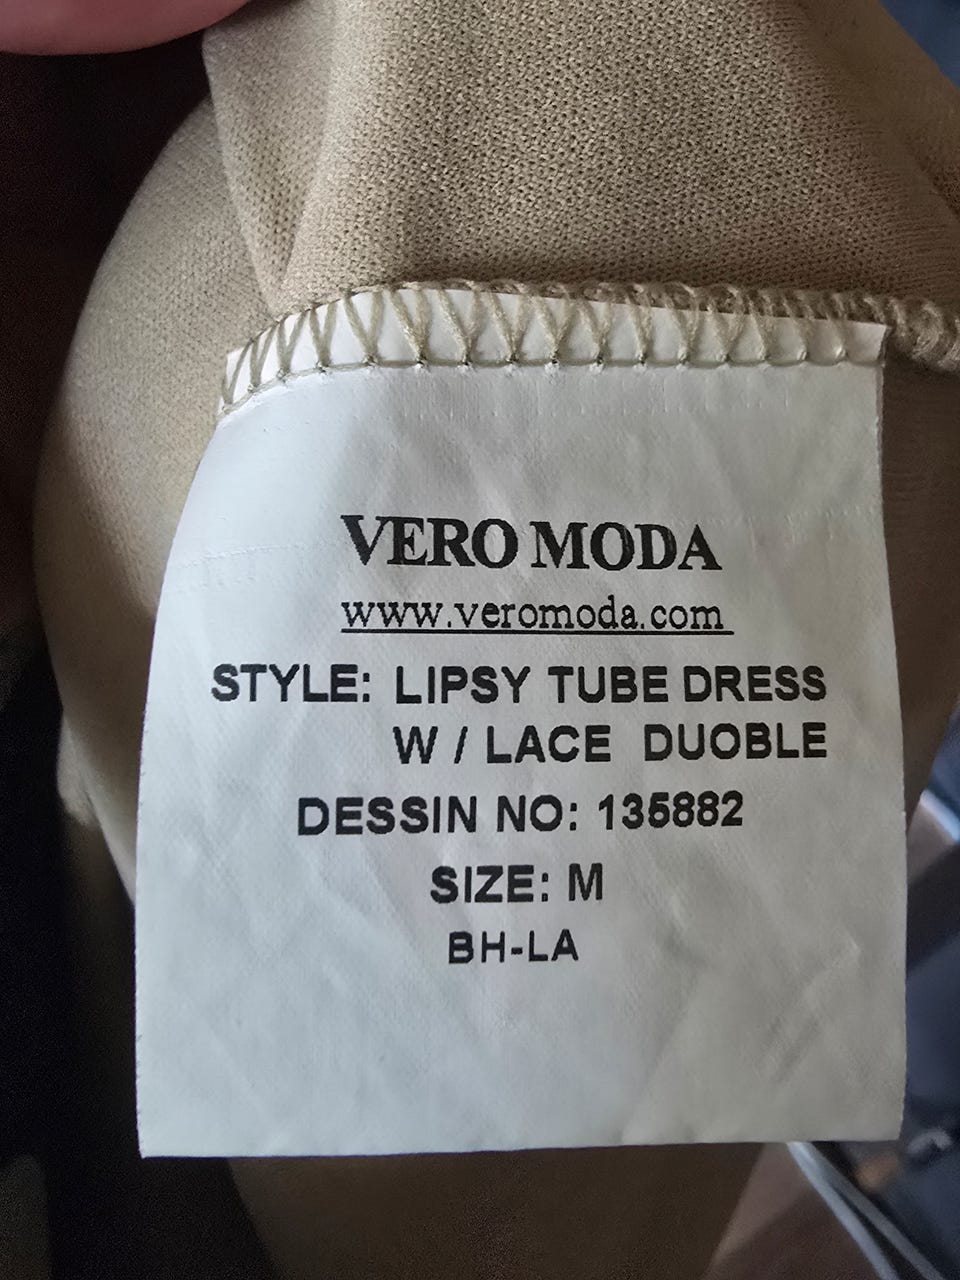 VERO MODA
www.veromoda.com
STYLE: LIPSY TUBE DRESS
W / LACE DUOBLE
DESSIN NO: 135882
SIZE: M
BH-LA